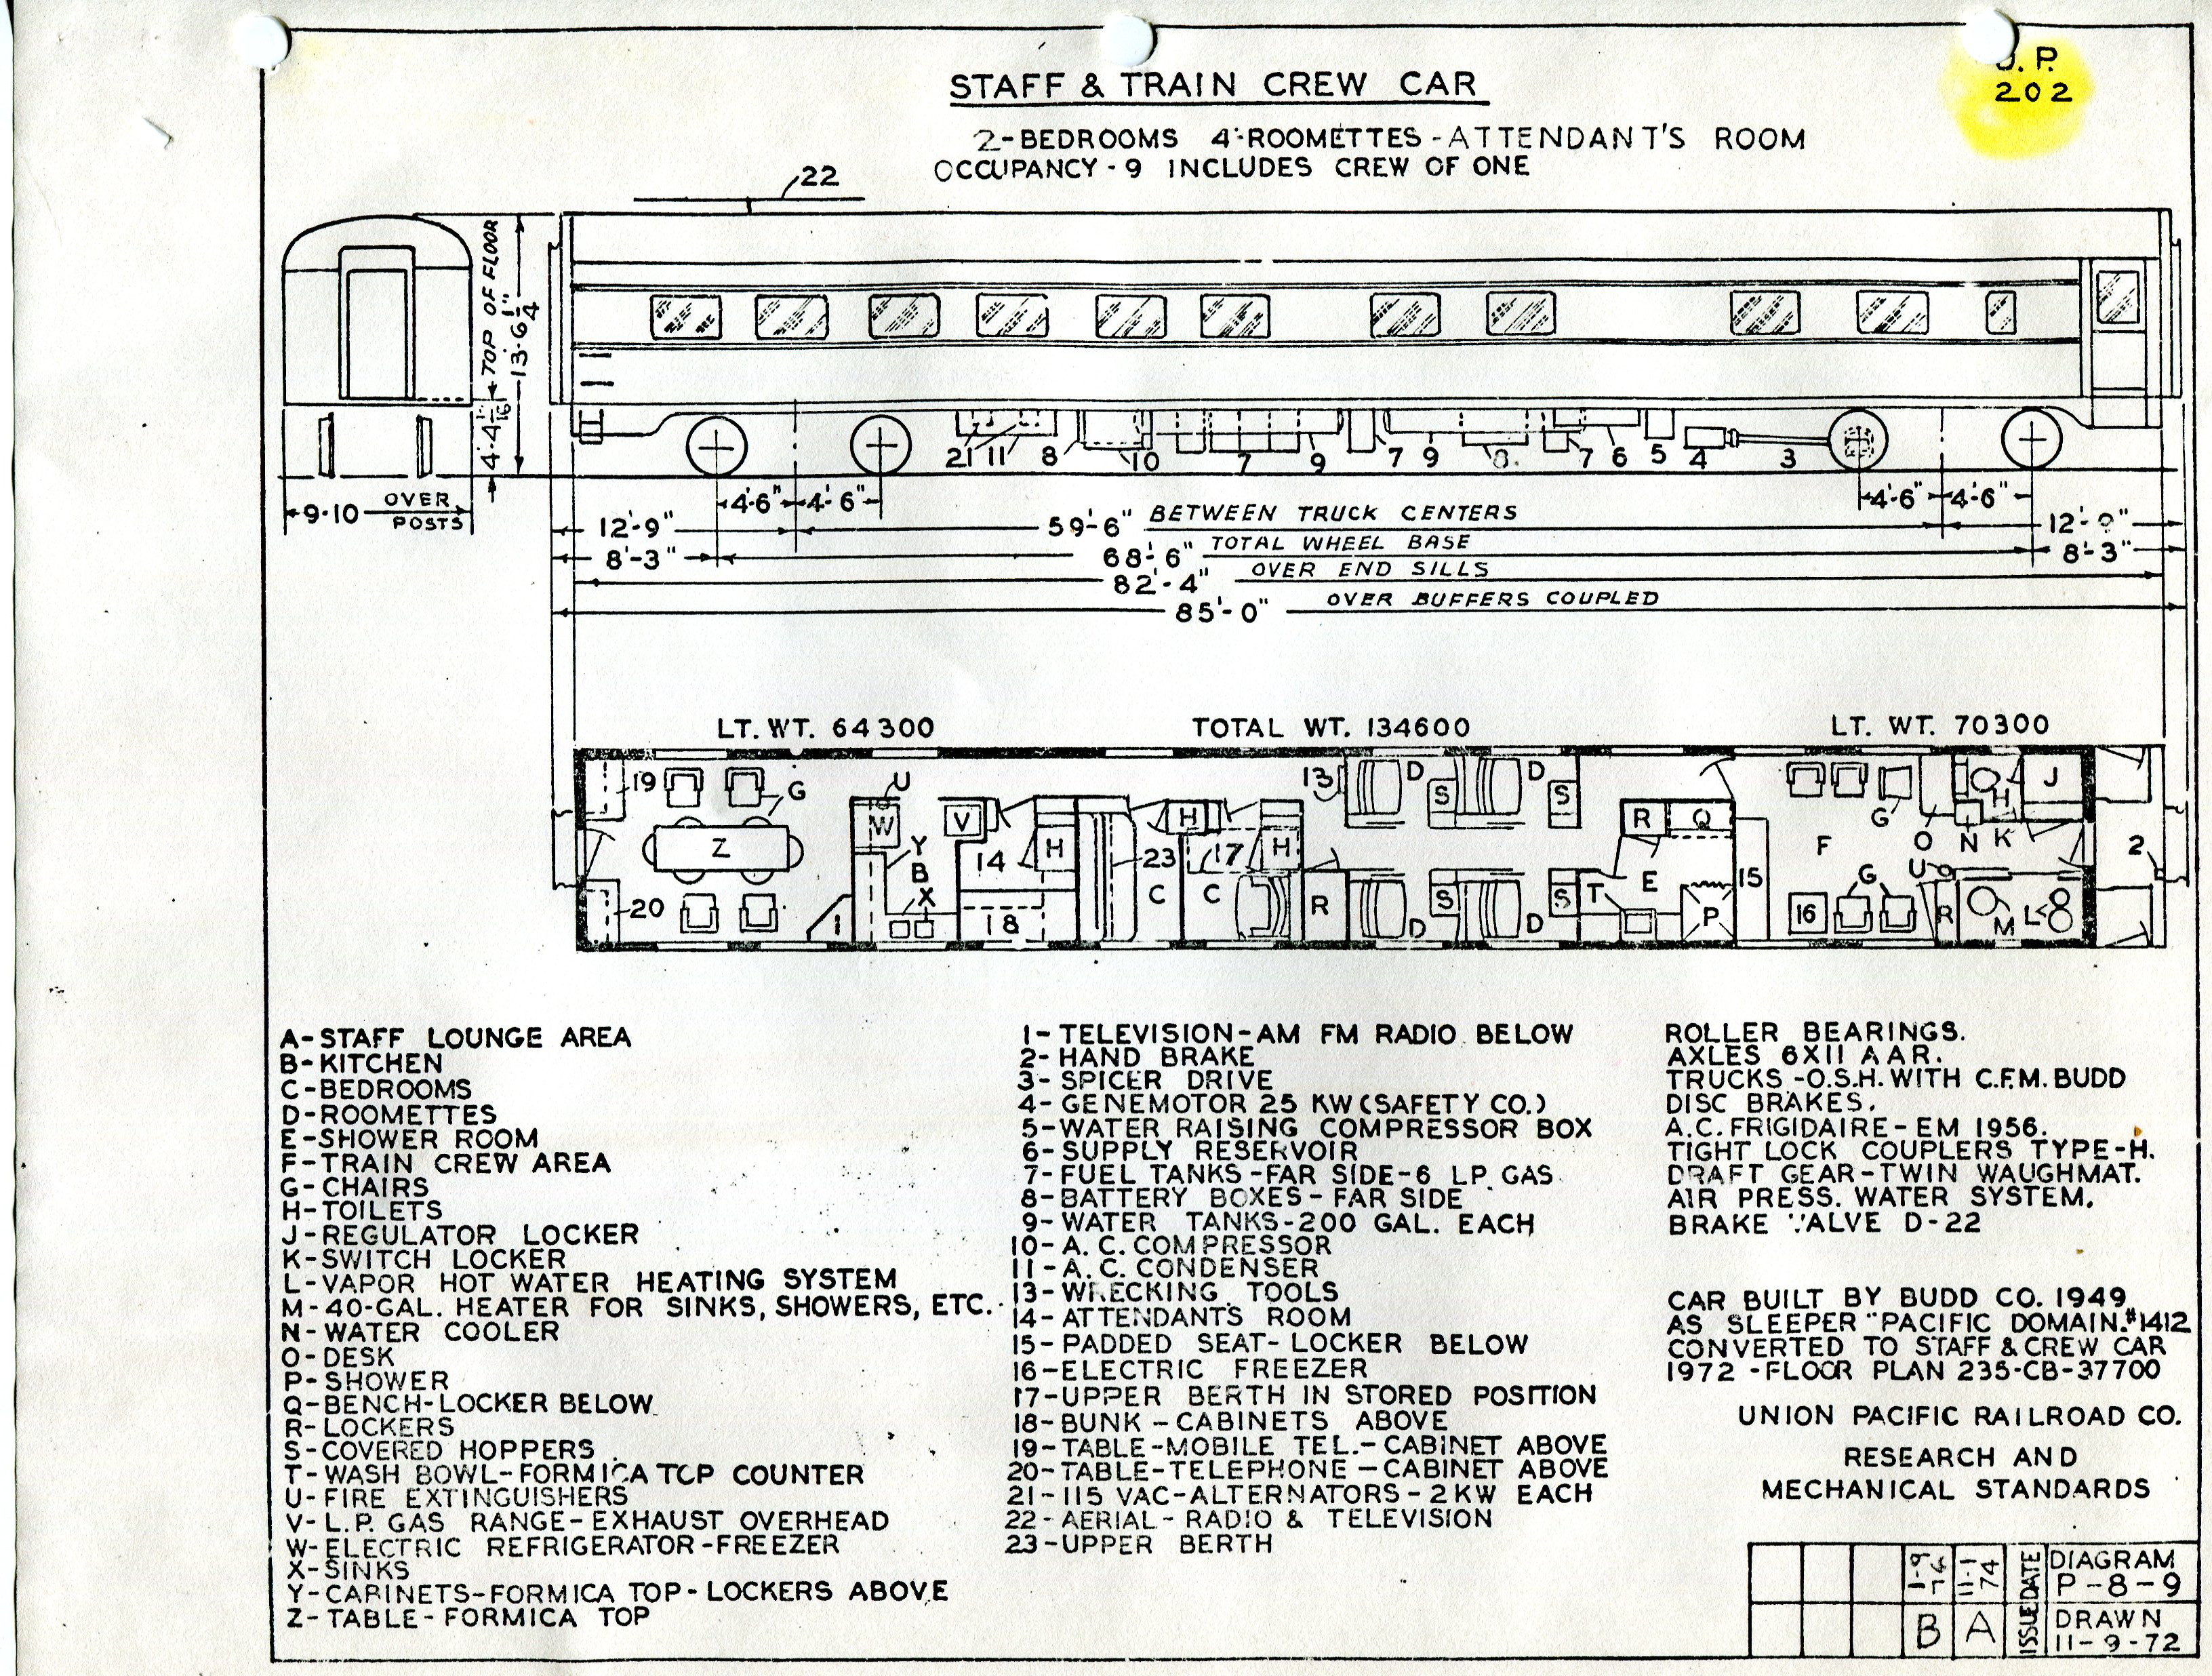 U.P.
202
STAFF & TRAIN CREW CAR
2-BEDROOMS 4-ROOMETTES-ATTENDANT'S ROOM
OCCUPANCY-9 INCLUDES CREW OF ONE
22
TOP OF FLOOR
13-6 1/4"
4'-4 /16
9-10 OVER POSTS
21 11 8 10 7 9 7 9 8 7 6 5 4 3
4'-6" 4'-6" 4'-6" 4'-6"
12'-9" 59'-6" BETWEEN TRUCK CENTERS 12'-9"
8'-3" 68'-6" TOTAL WHEEL BASE 8'-3"
82'-4" OVER END SILLS
85'-0" OVER BUFFERS COUPLED
LT. WT. 64300 TOTAL WT. 134600 LT. WT. 70300
19 G U 13 D D J
W V H S S G H
Z Y 14 H 23 17 H R Q F O N K 2
B C C E 15 G U
20 X R S S T 16 R M L
1 18 D D P
A-STAFF LOUNGE AREA
B-KITCHEN
C-BEDROOMS
D-ROOMETTES
E-SHOWER ROOM
F-TRAIN CREW AREA
G-CHAIRS
H-TOILETS
J-REGULATOR LOCKER
K-SWITCH LOCKER
L-VAPOR HOT WATER HEATING SYSTEM
M-40-GAL. HEATER FOR SINKS, SHOWERS, ETC.
N-WATER COOLER
O-DESK
P-SHOWER
Q-BENCH-LOCKER BELOW
R-LOCKERS
S-COVERED HOPPERS
T-WASH BOWL-FORMICA TOP COUNTER
U-FIRE EXTINGUISHERS
V-L.P. GAS RANGE-EXHAUST OVERHEAD
W-ELECTRIC REFRIGERATOR-FREEZER
X-SINKS
Y-CABINETS-FORMICA TOP-LOCKERS ABOVE
Z-TABLE-FORMICA TOP
1-TELEVISION-AM FM RADIO BELOW
2-HAND BRAKE
3-SPICER DRIVE
4-GENEMOTOR 25 KW (SAFETY CO.)
5-WATER RAISING COMPRESSOR BOX
6-SUPPLY RESERVOIR
7-FUEL TANKS-FAR SIDE-6 LP. GAS
8-BATTERY BOXES-FAR SIDE
9-WATER TANKS-200 GAL. EACH
10-A.C. COMPRESSOR
11-A.C. CONDENSER
13-WRECKING TOOLS
14-ATTENDANTS ROOM
15-PADDED SEAT-LOCKER BELOW
16-ELECTRIC FREEZER
17-UPPER BERTH IN STORED POSITION
18-BUNK-CABINETS ABOVE
19-TABLE-MOBILE TEL.-CABINET ABOVE
20-TABLE-TELEPHONE-CABINET ABOVE
21-115 VAC-ALTERNATORS-2KW EACH
22-AERIAL-RADIO & TELEVISION
23-UPPER BERTH
ROLLER BEARINGS.
AXLES 6X11 AAR.
TRUCKS-O.S.H. WITH C.F.M. BUDD
DISC BRAKES.
A.C. FRIGIDAIRE-EM 1956.
TIGHT LOCK COUPLERS TYPE-H.
DRAFT GEAR-TWIN WAUGHMAT.
AIR PRESS. WATER SYSTEM.
BRAKE VALVE D-22
CAR BUILT BY BUDD CO. 1949
AS SLEEPER "PACIFIC DOMAIN." #1412
CONVERTED TO STAFF & CREW CAR
1972-FLOOR PLAN 235-CB-37700
UNION PACIFIC RAILROAD CO.
RESEARCH AND
MECHANICAL STANDARDS
11-1 74
B A
ISSUE DATE
DIAGRAM
P-8-9
DRAWN
11-9-72